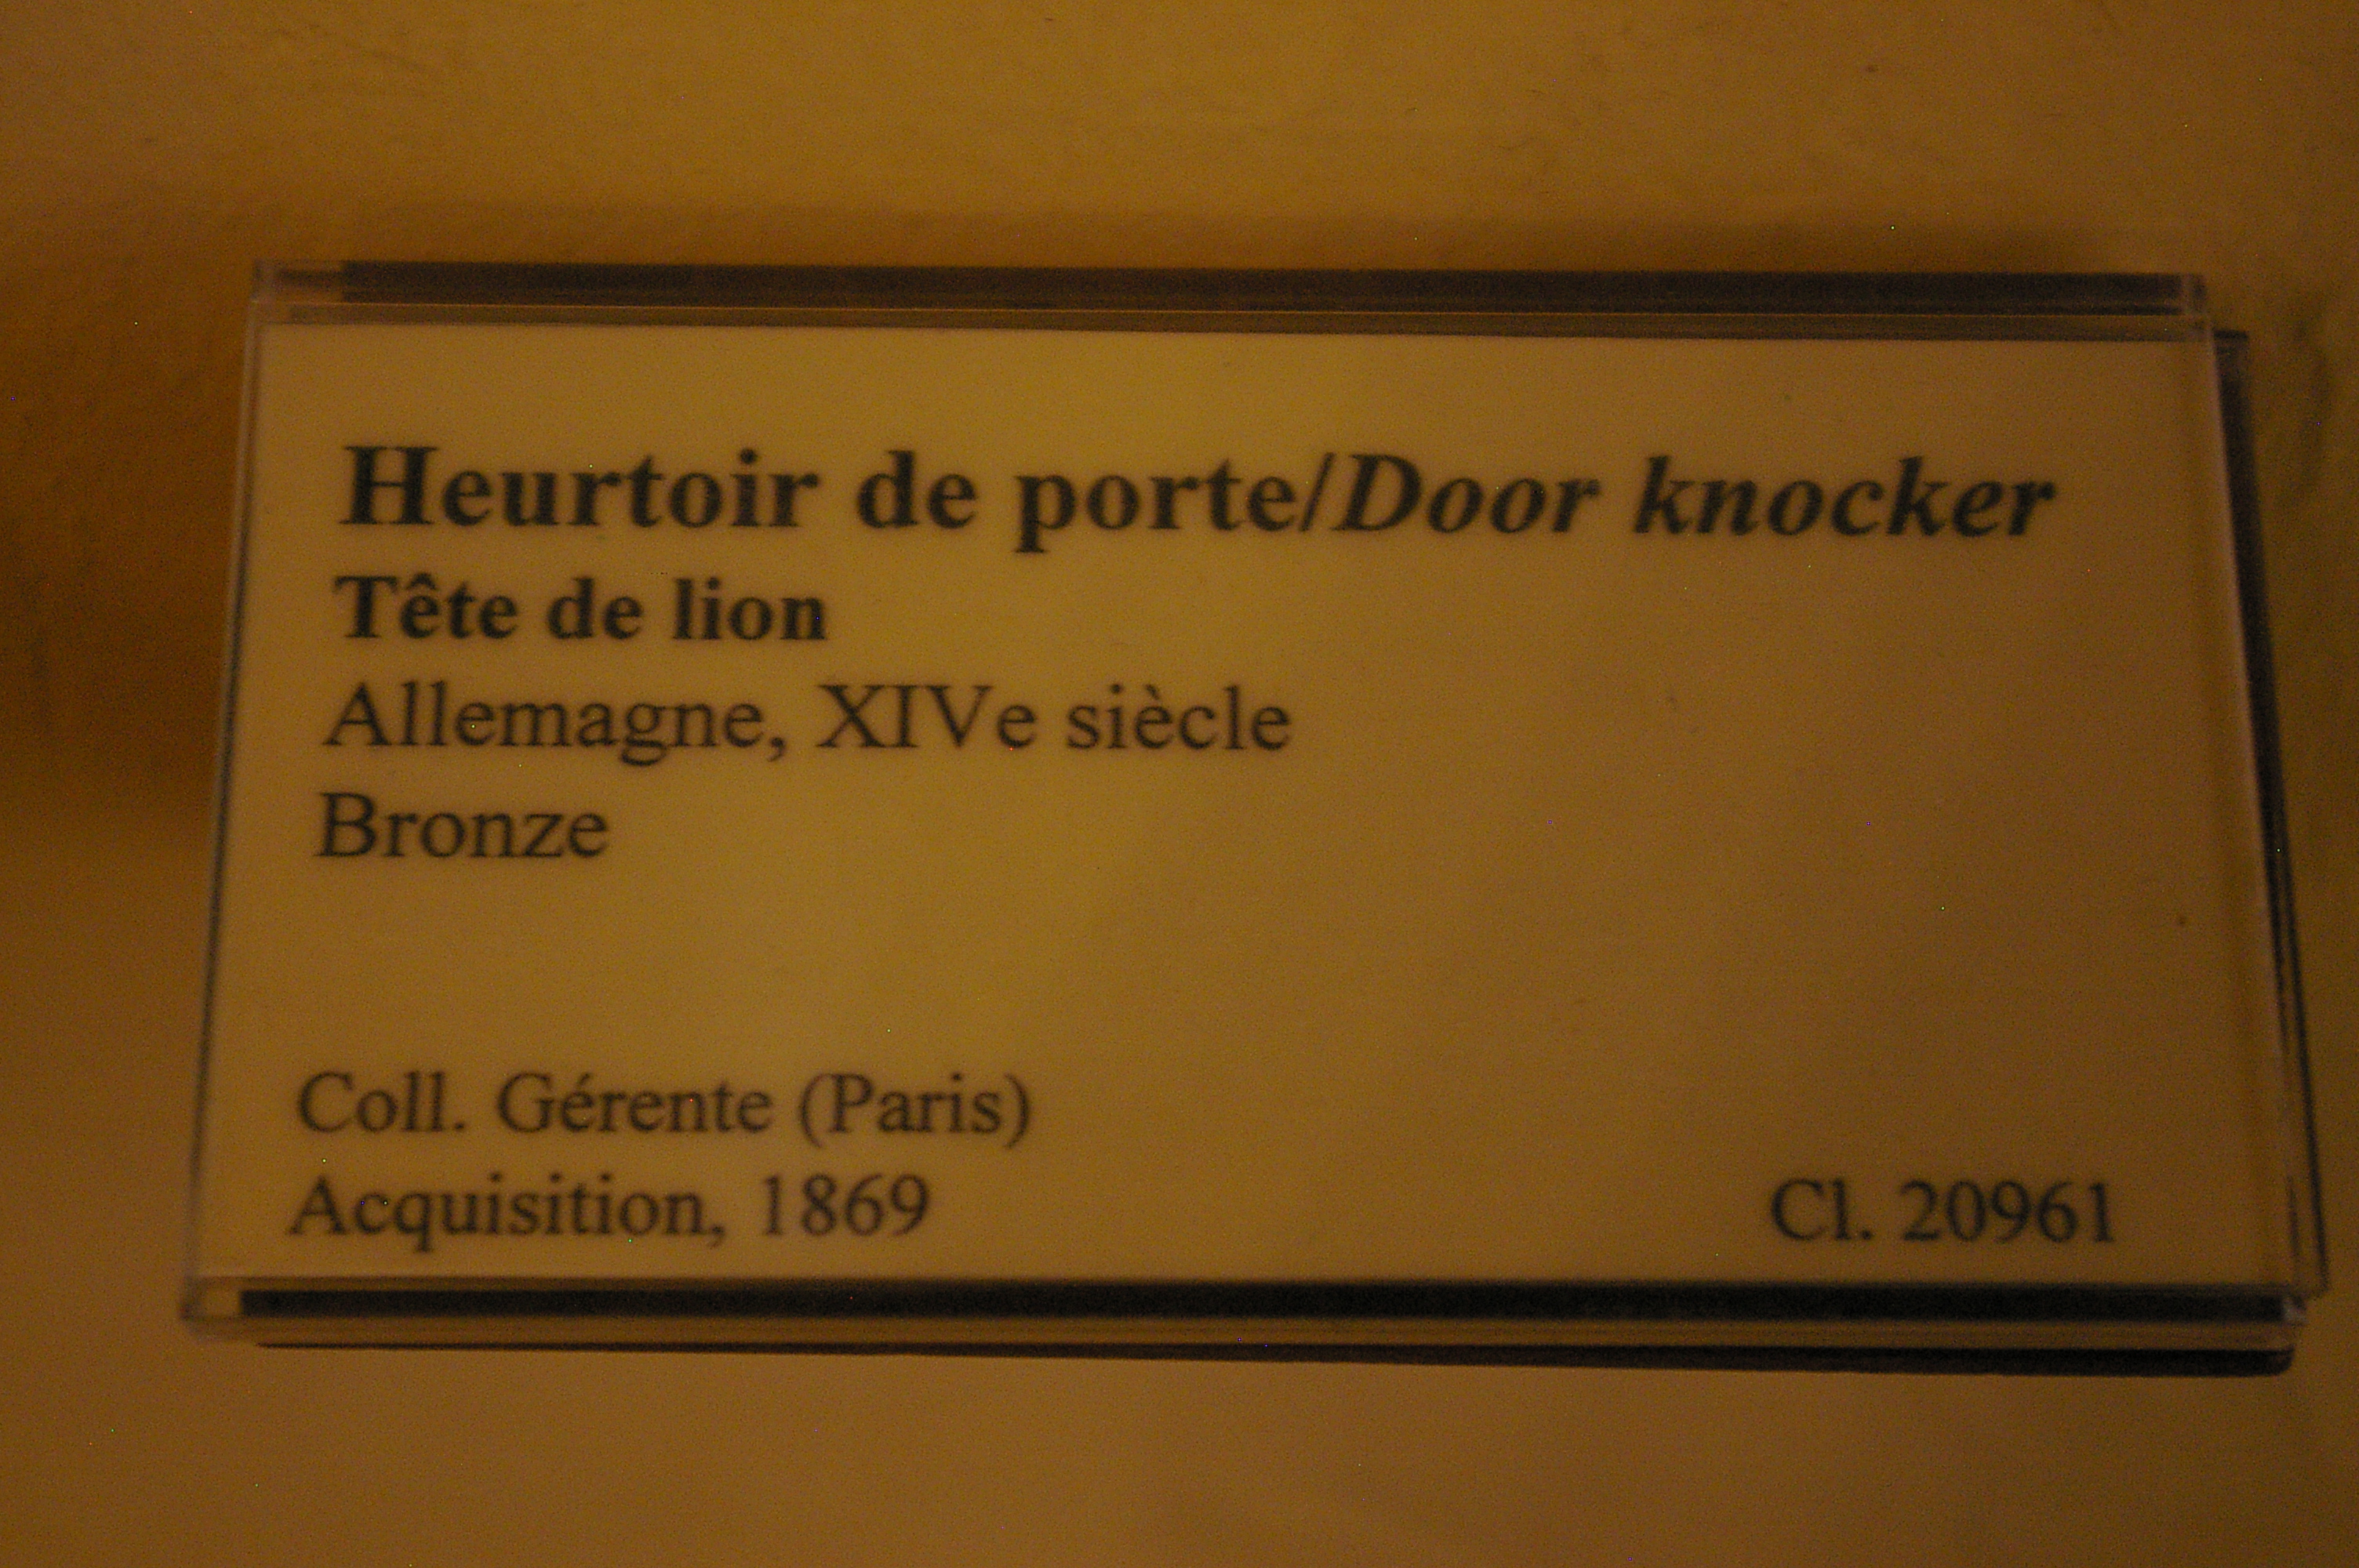 Heurtoir de porte/Door knocker
Tête de lion
Allemagne, XIVe siècle
Bronze
Coll. Gérente (Paris)
Acquisition, 1869
Cl. 20961